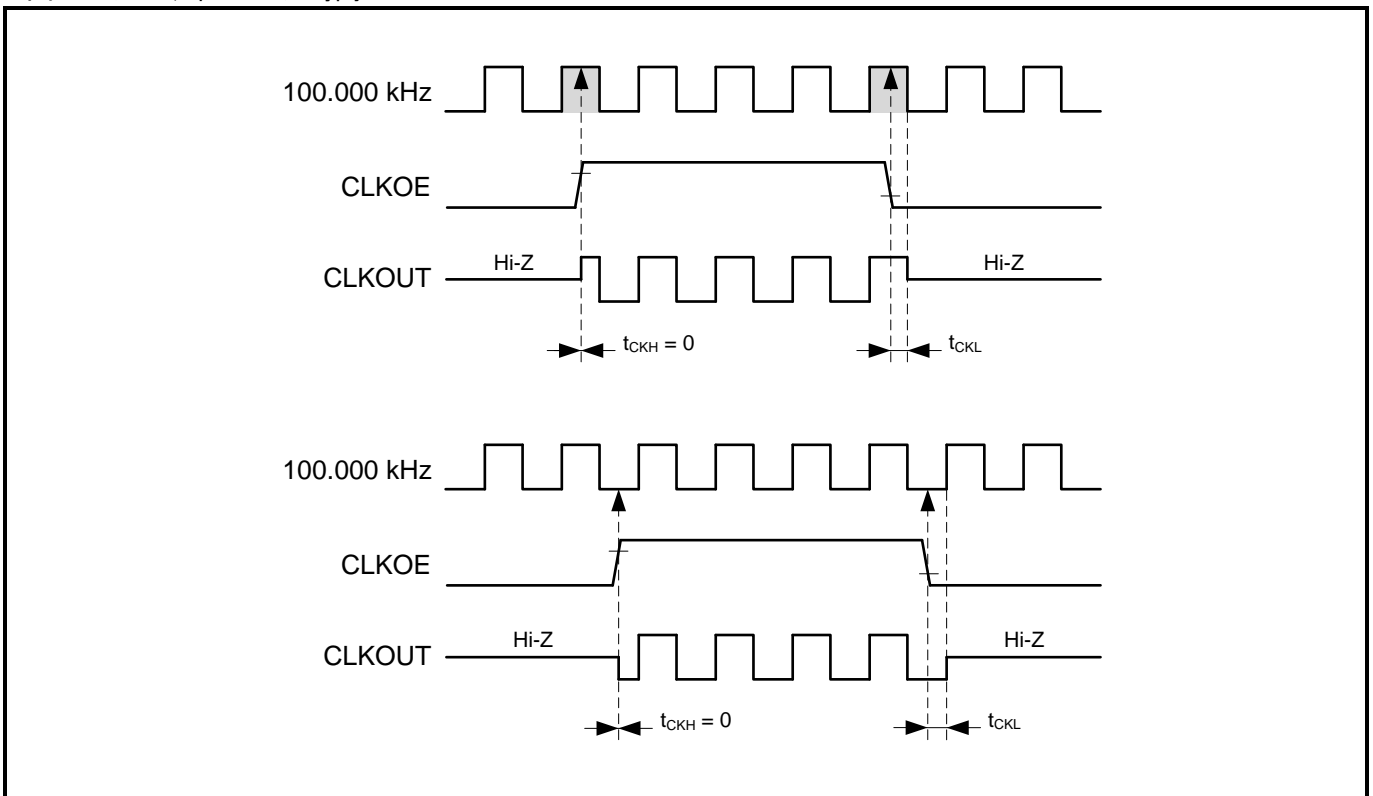 100.000 kHz
CLKOE
CLKOUT
Hi-Z
Hi-Z
tCKH = 0
tCKL
100.000 kHz
CLKOE
CLKOUT
Hi-Z
Hi-Z
tCKH = 0
tCKL